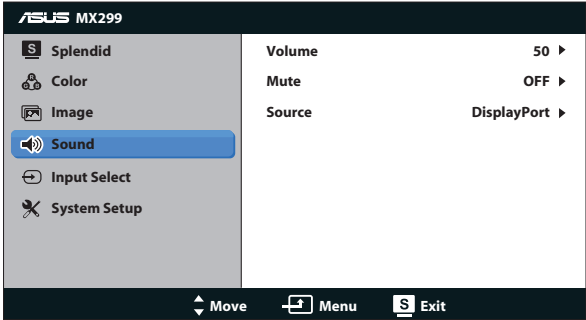 ASUS MX299
S Splendid
Color
Image
Sound
Input Select
System Setup
Volume 50
Mute OFF
Source DisplayPort
Move Menu S Exit